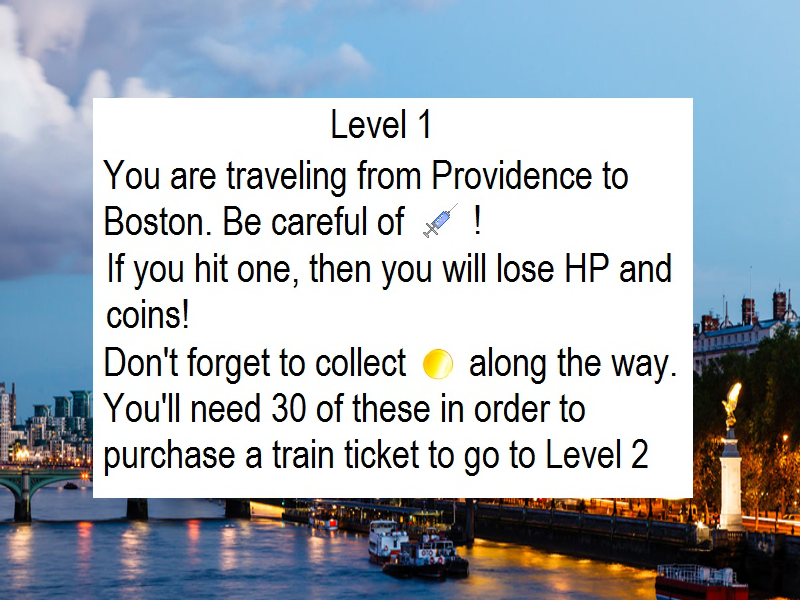 Level 1
You are traveling from Providence to
Boston. Be careful of !
If you hit one, then you will lose HP and
coins!
Don't forget to collect along the way.
You'll need 30 of these in order to
purchase a train ticket to go to Level 2